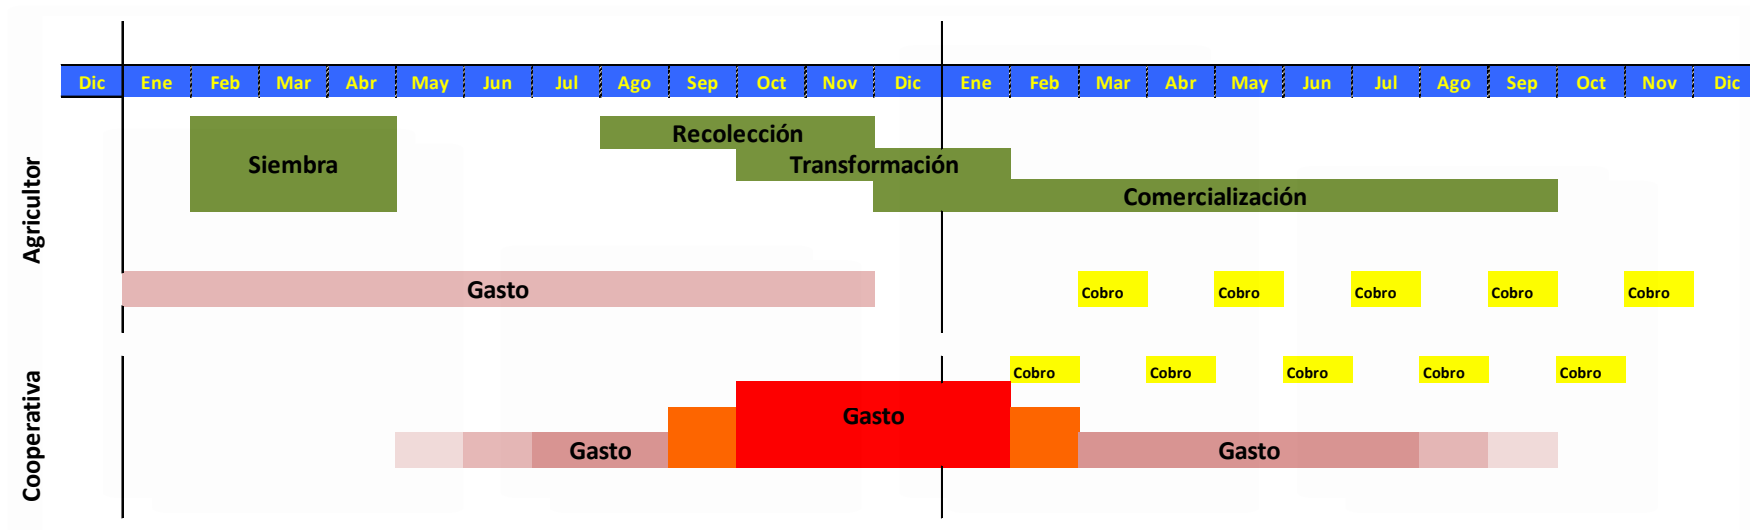 Dic Ene Feb Mar Abr May Jun Jul Ago Sep Oct Nov Dic Ene Feb Mar Abr May Jun Jul Ago Sep Oct Nov Dic
Agricultor
Recolección
Siembra
Transformación
Comercialización
Gasto
Cobro Cobro Cobro Cobro Cobro
Cooperativa
Cobro Cobro Cobro Cobro Cobro
Gasto
Gasto Gasto